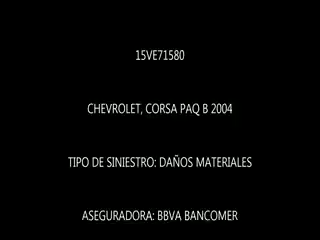 15VE71580
CHEVROLET, CORSA PAQ B 2004
TIPO DE SINIESTRO: DAÑOS MATERIALES
ASEGURADORA: BBVA BANCOMER